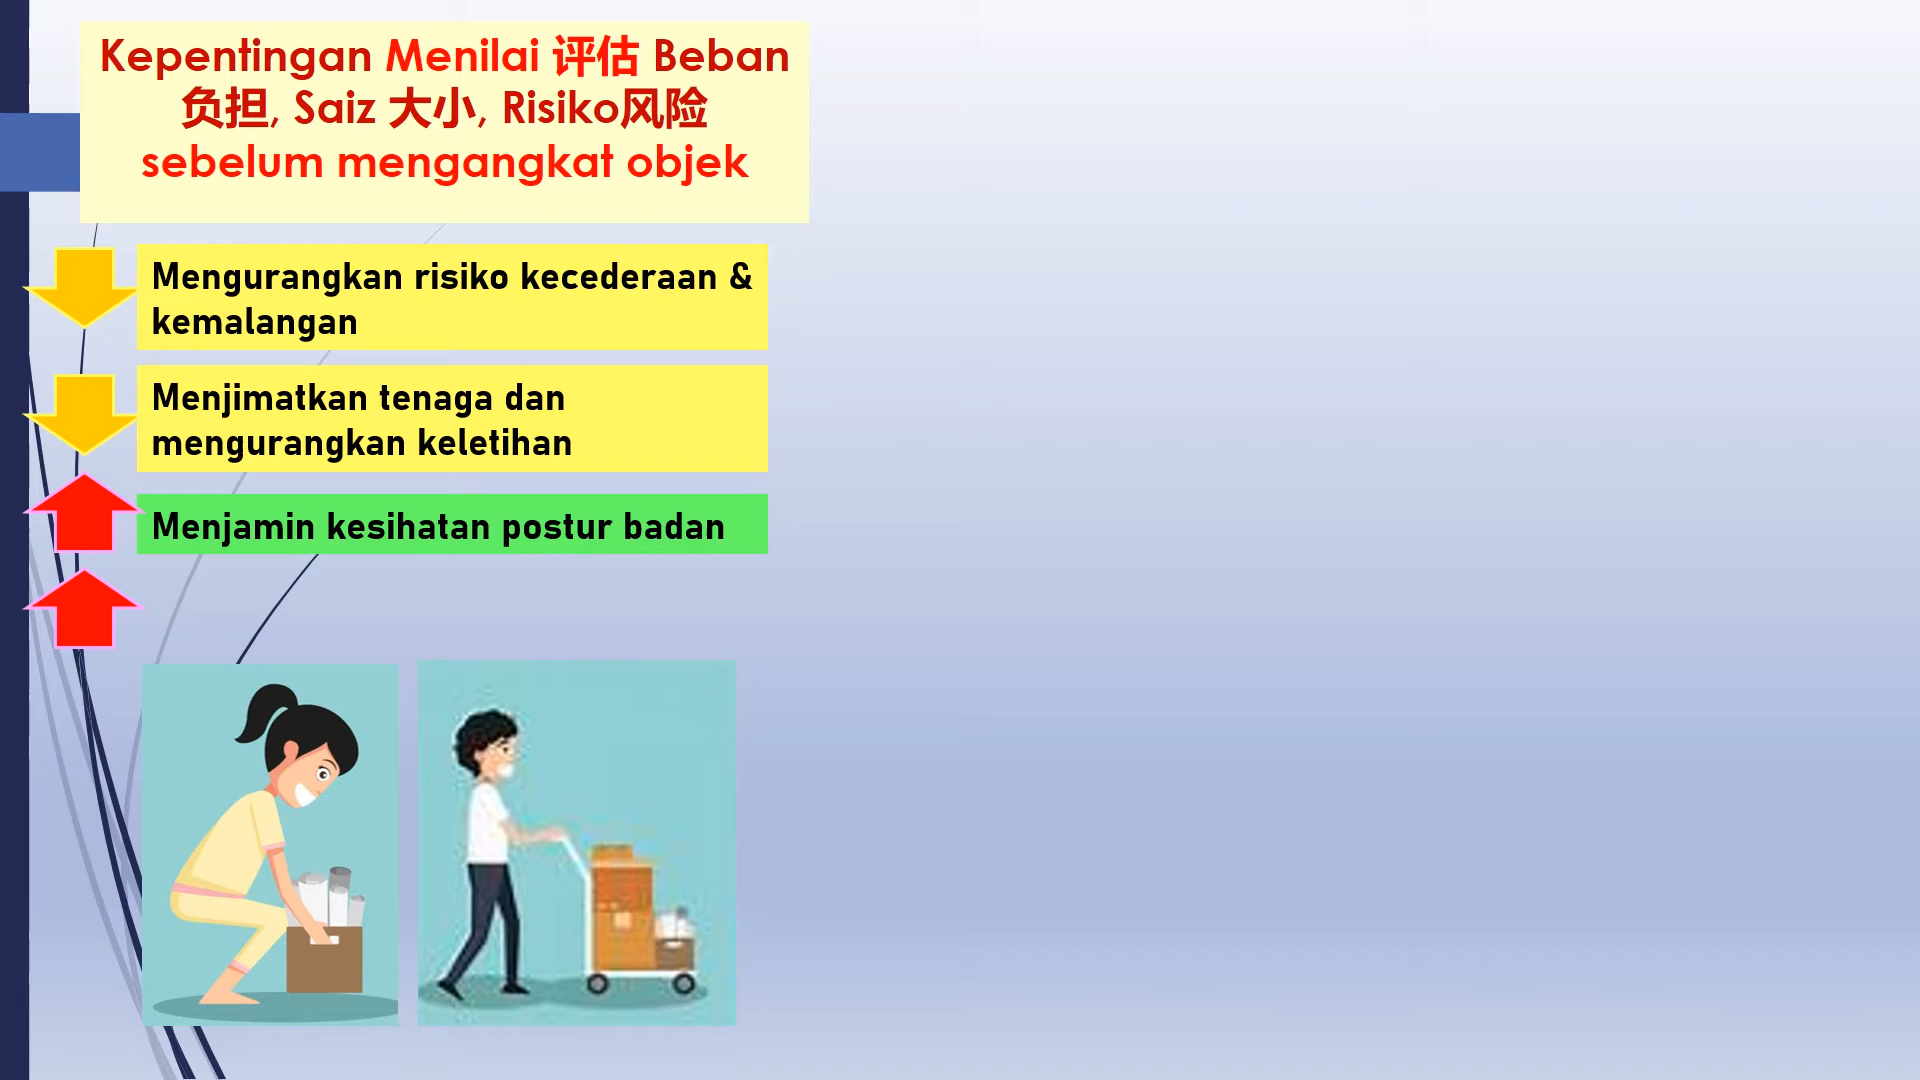 Kepentingan Menilai 评估 Beban
负担, Saiz 大小, Risiko风险
sebelum mengangkat objek
Mengurangkan risiko kecederaan &
kemalangan
Menjimatkan tenaga dan
mengurangkan keletihan
Menjamin kesihatan postur badan